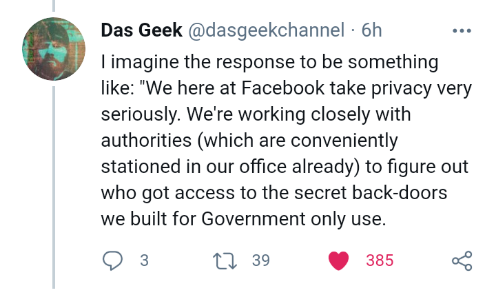 Das Geek @dasgeekchannel · 6h
I imagine the response to be something
like: "We here at Facebook take privacy very
seriously. We're working closely with
authorities (which are conveniently
stationed in our office already) to figure out
who got access to the secret back-doors
we built for Government only use.
3 39 385